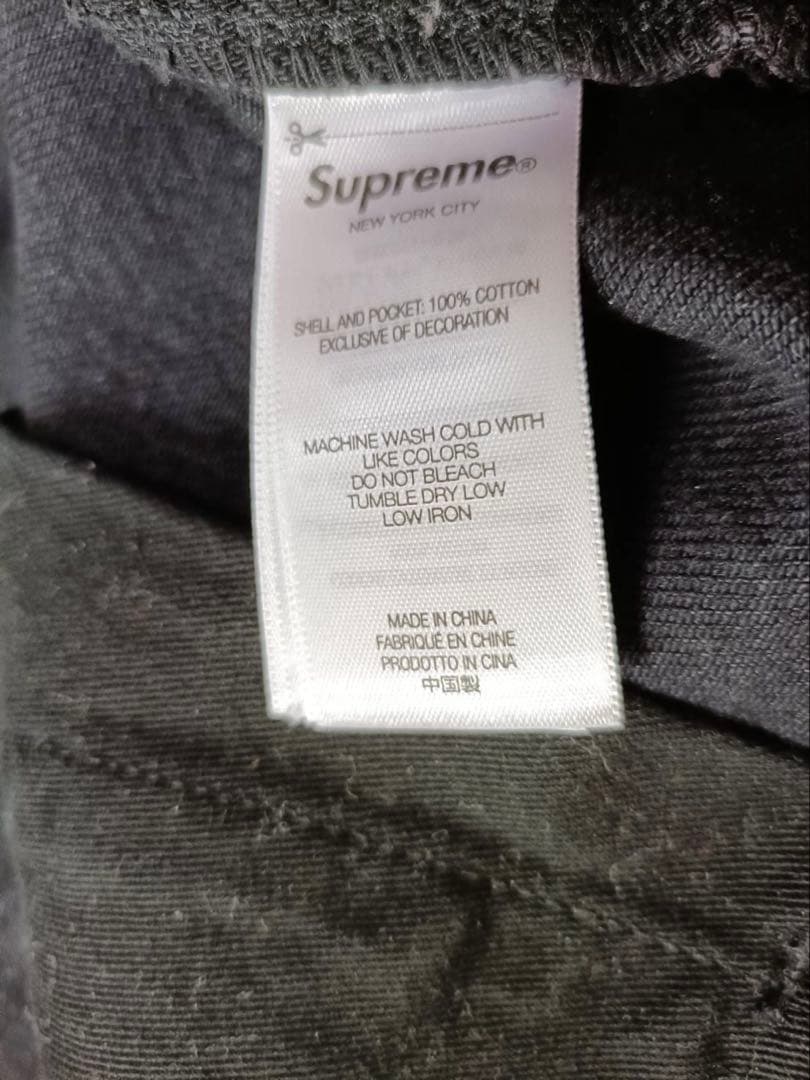 Supreme®
NEW YORK CITY
SHELL AND POCKET: 100% COTTON
EXCLUSIVE OF DECORATION
MACHINE WASH COLD WITH
LIKE COLORS
DO NOT BLEACH
TUMBLE DRY LOW
LOW IRON
MADE IN CHINA
FABRIQUÉ EN CHINE
PRODOTTO IN CINA
中国製